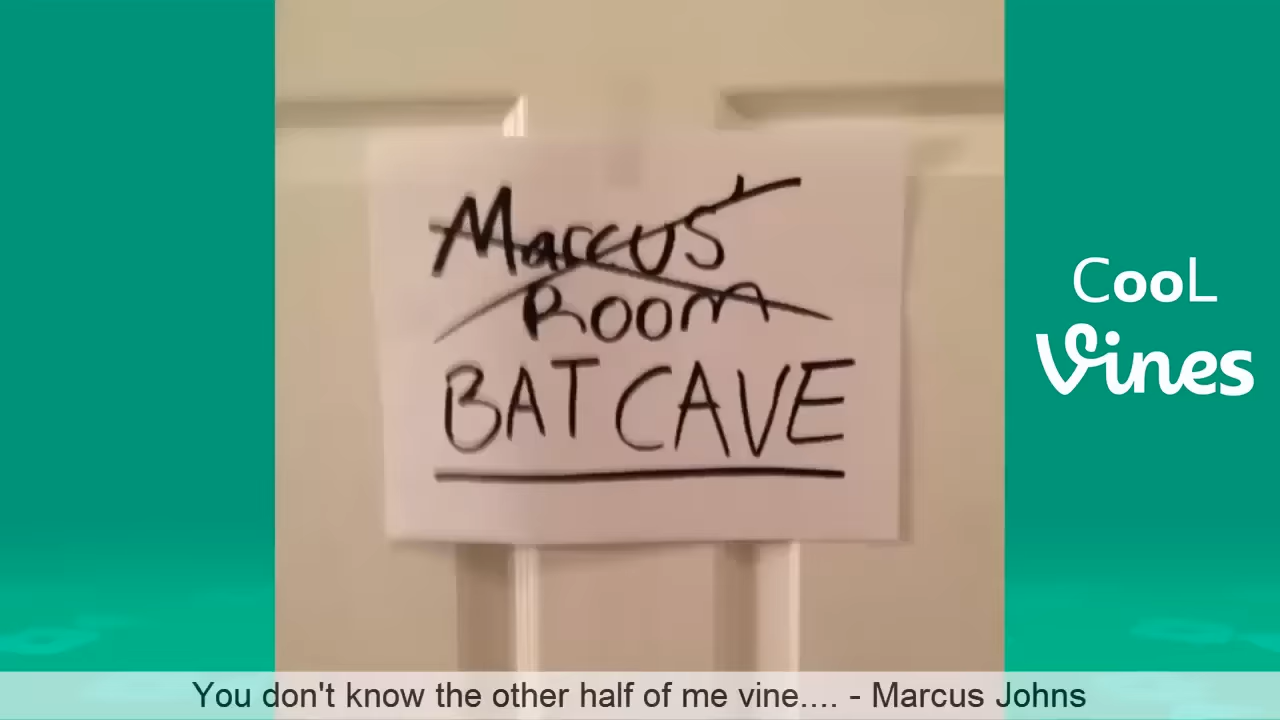 Marcus'
Room
BAT CAVE
CooL
Vines
You don't know the other half of me vine.... - Marcus Johns